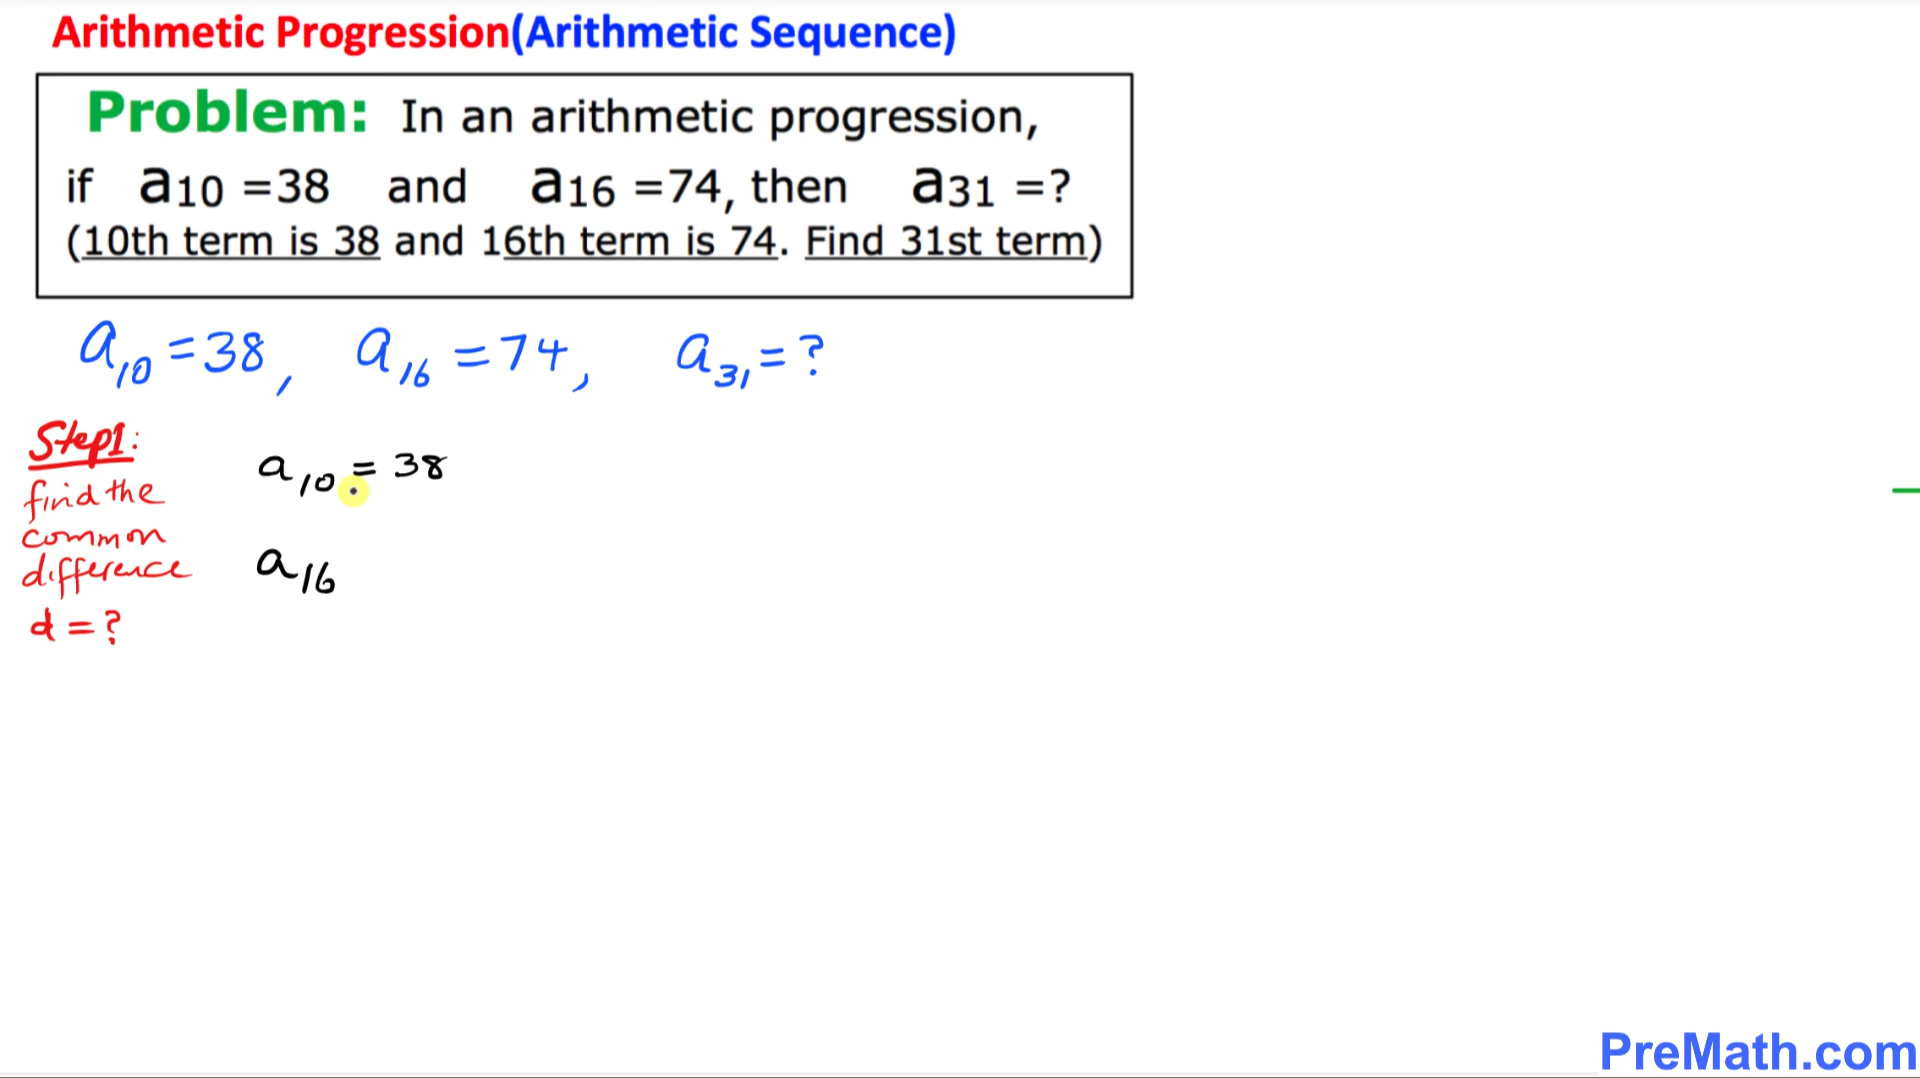 Arithmetic Progression(Arithmetic Sequence)
Problem: In an arithmetic progression,
if a10 =38 and a16 =74, then a31 =?
(10th term is 38 and 16th term is 74. Find 31st term)
a10 = 38, a16 = 74, a31 = ?
Step1:
find the
common
difference
d = ?
a10 = 38
a16
PreMath.com